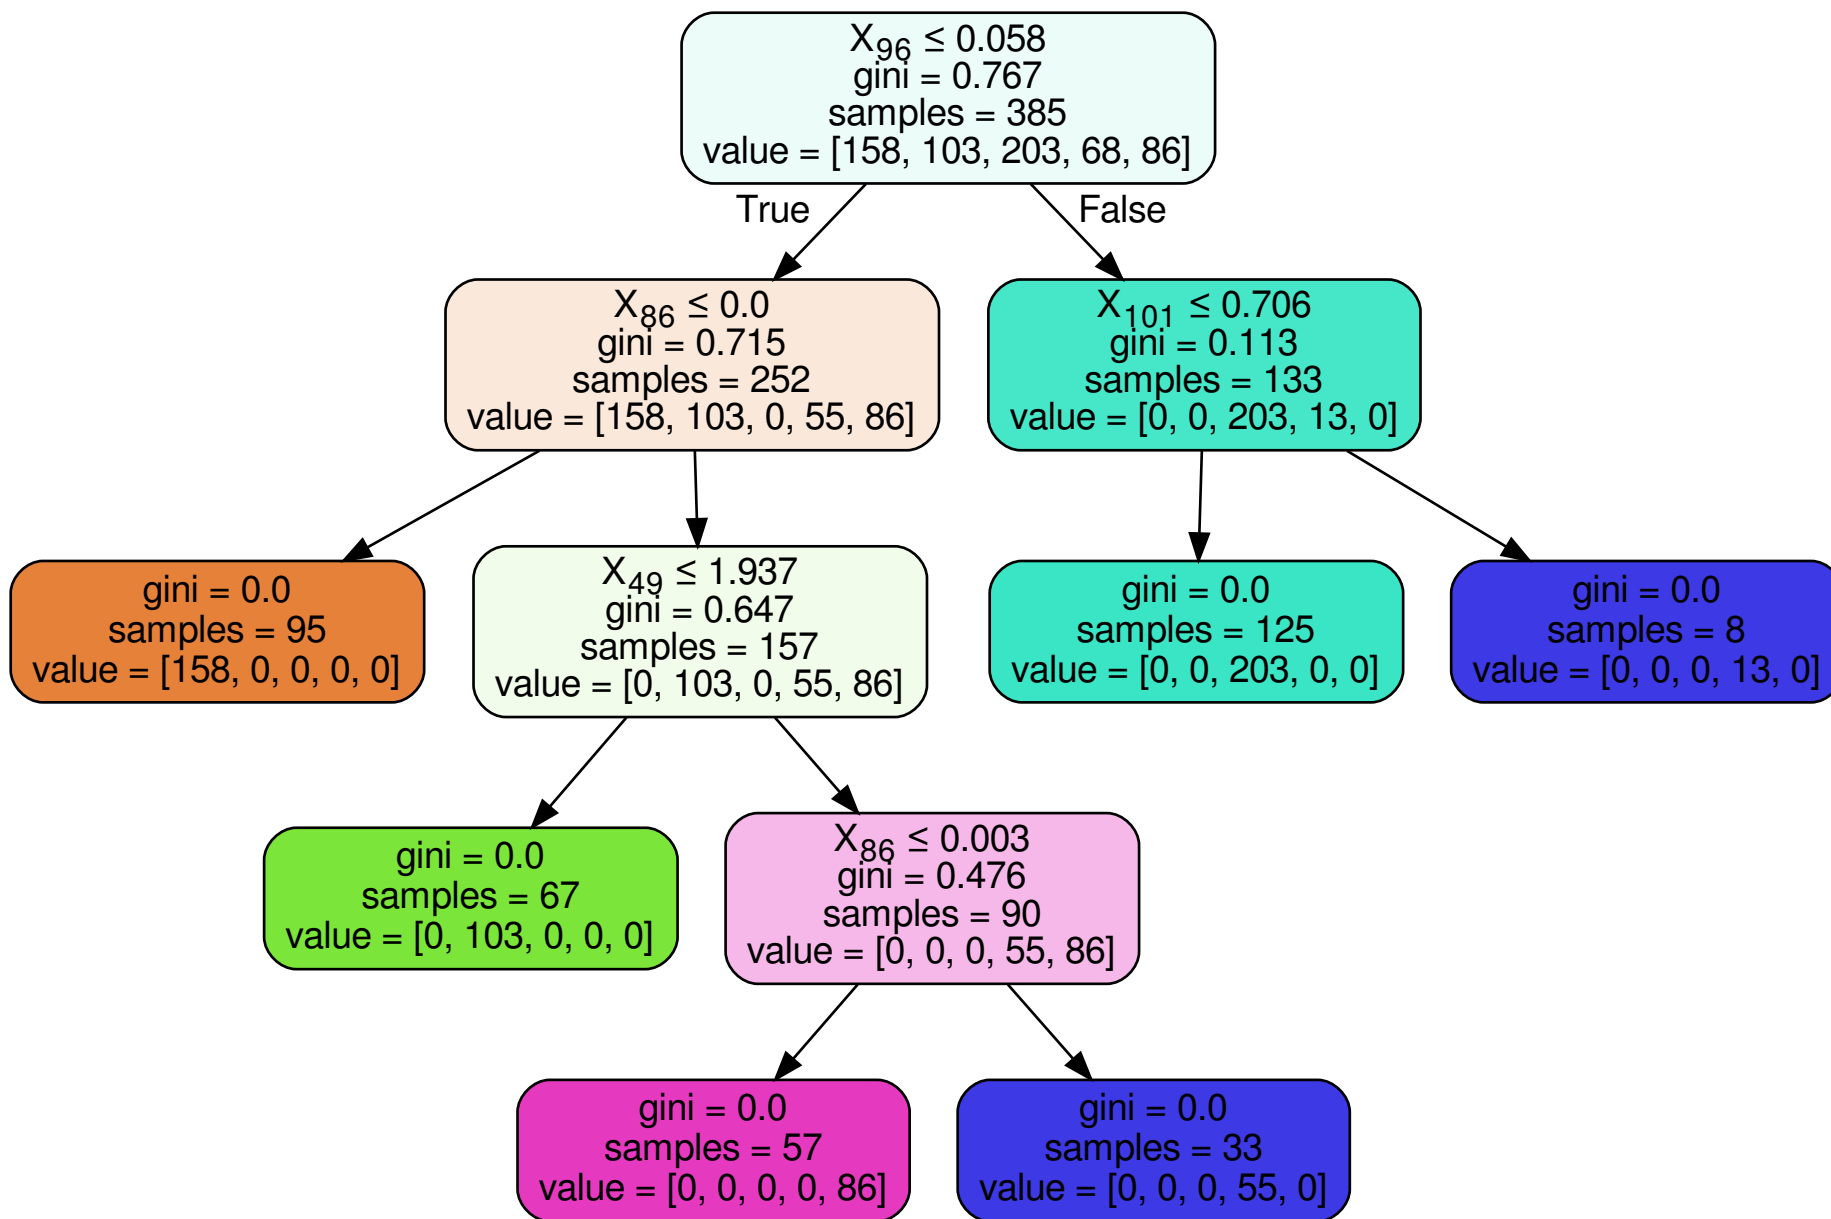 X96 ≤ 0.058
gini = 0.767
samples = 385
value = [158, 103, 203, 68, 86]
True
False
X86 ≤ 0.0
gini = 0.715
samples = 252
value = [158, 103, 0, 55, 86]
X101 ≤ 0.706
gini = 0.113
samples = 133
value = [0, 0, 203, 13, 0]
gini = 0.0
samples = 95
value = [158, 0, 0, 0, 0]
X49 ≤ 1.937
gini = 0.647
samples = 157
value = [0, 103, 0, 55, 86]
gini = 0.0
samples = 125
value = [0, 0, 203, 0, 0]
gini = 0.0
samples = 8
value = [0, 0, 0, 13, 0]
gini = 0.0
samples = 67
value = [0, 103, 0, 0, 0]
X86 ≤ 0.003
gini = 0.476
samples = 90
value = [0, 0, 0, 55, 86]
gini = 0.0
samples = 57
value = [0, 0, 0, 0, 86]
gini = 0.0
samples = 33
value = [0, 0, 0, 55, 0]